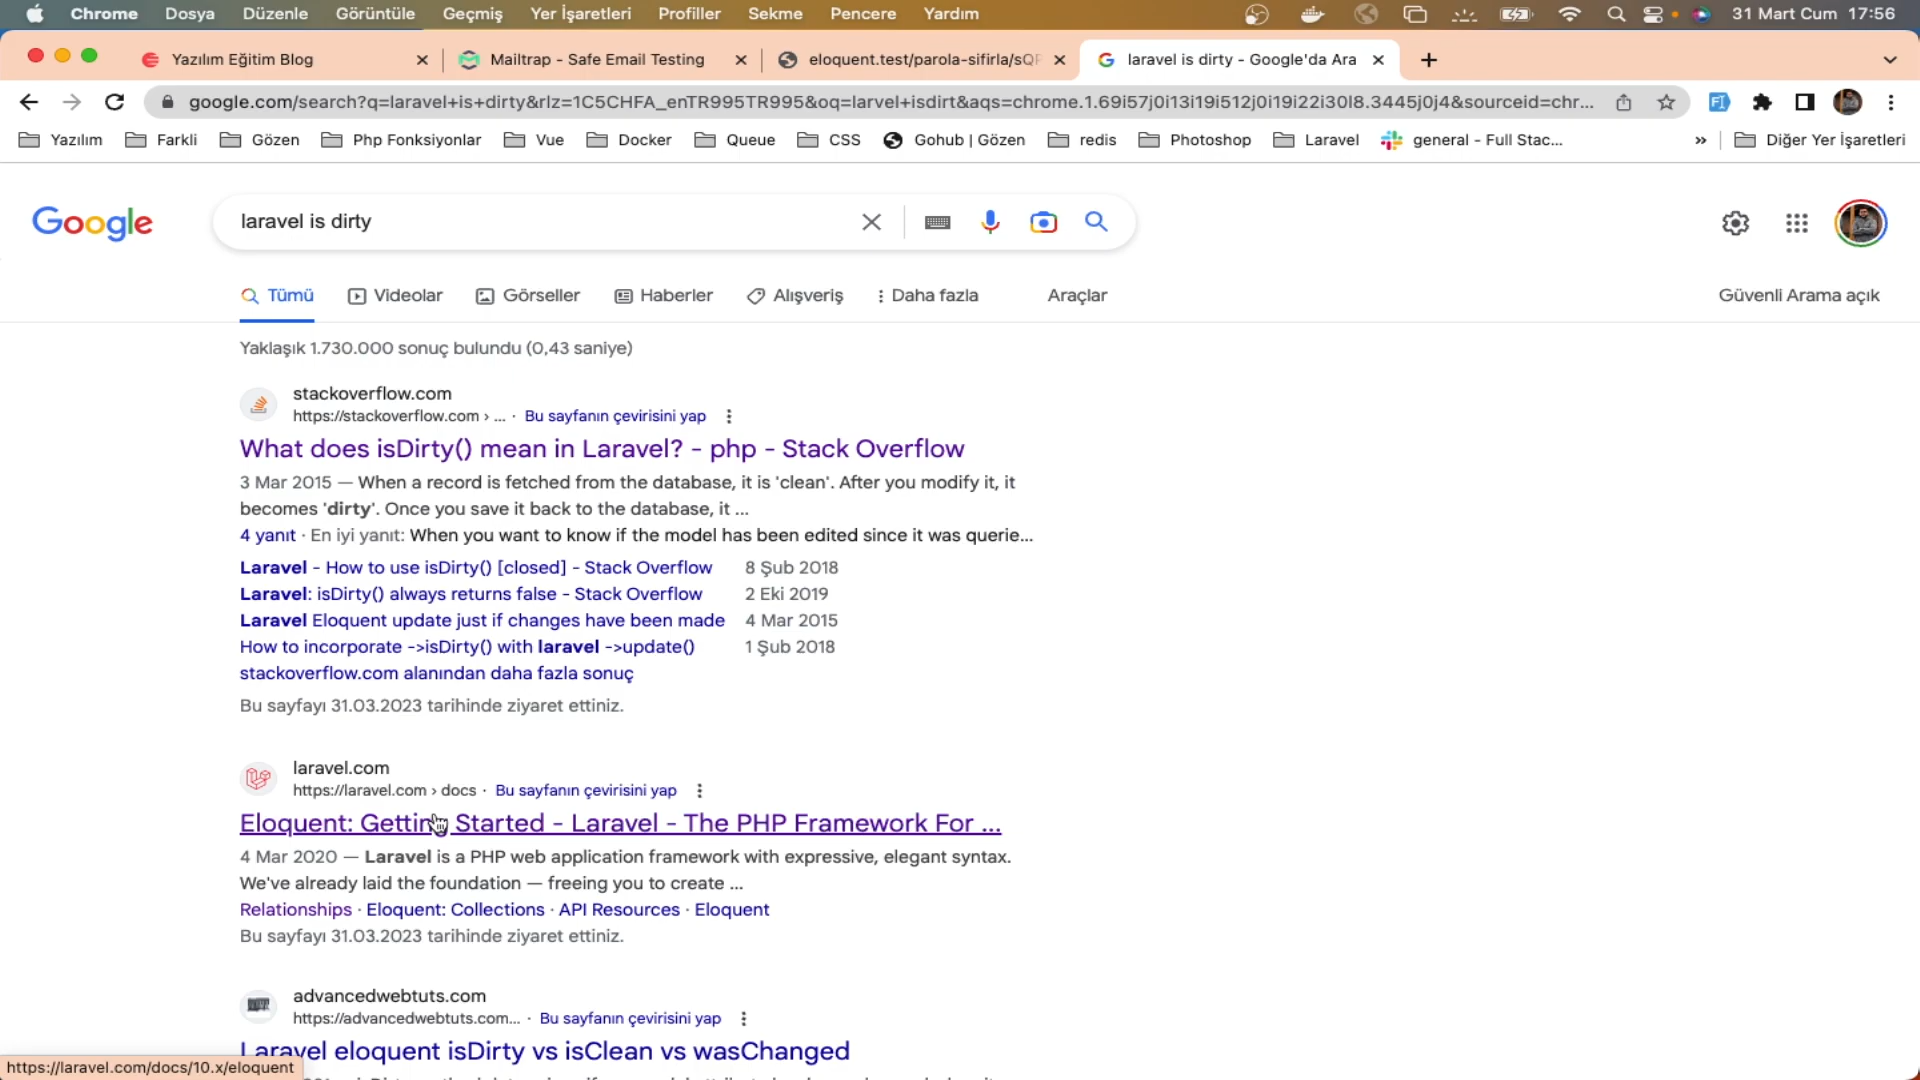 Chrome Dosya Düzenle Görüntüle Geçmiş Yer İşaretleri Profiller Sekme Pencere Yardım 31 Mart Cum 17:56
Yazılım Eğitim Blog Mailtrap - Safe Email Testing eloquent.test/parola-sifirla/sQF laravel is dirty - Google'da Ara
google.com/search?q=laravel+is+dirty&rlz=1C5CHFA_enTR995TR995&oq=larvel+isdirt&aqs=chrome.1.69i57j0i13i19i512j0i19i22i30l8.3445j0j4&sourceid=chr...
Yazılım Farkli Gözen Php Fonksiyonlar Vue Docker Queue CSS Gohub | Gözen redis Photoshop Laravel general - Full Stac... » Diğer Yer İşaretleri
Google laravel is dirty
Tümü Videolar Görseller Haberler Alışveriş Daha fazla Araçlar Güvenli Arama açık
Yaklaşık 1.730.000 sonuç bulundu (0,43 saniye)
stackoverflow.com
https://stackoverflow.com › ... · Bu sayfanın çevirisini yap
What does isDirty() mean in Laravel? - php - Stack Overflow
3 Mar 2015 — When a record is fetched from the database, it is 'clean'. After you modify it, it
becomes 'dirty'. Once you save it back to the database, it ...
4 yanıt · En iyi yanıt: When you want to know if the model has been edited since it was querie...
Laravel - How to use isDirty() [closed] - Stack Overflow 8 Şub 2018
Laravel: isDirty() always returns false - Stack Overflow 2 Eki 2019
Laravel Eloquent update just if changes have been made 4 Mar 2015
How to incorporate ->isDirty() with laravel ->update() 1 Şub 2018
stackoverflow.com alanından daha fazla sonuç
Bu sayfayı 31.03.2023 tarihinde ziyaret ettiniz.
laravel.com
https://laravel.com › docs · Bu sayfanın çevirisini yap
Eloquent: Getting Started - Laravel - The PHP Framework For ...
4 Mar 2020 — Laravel is a PHP web application framework with expressive, elegant syntax.
We've already laid the foundation — freeing you to create ...
Relationships · Eloquent: Collections · API Resources · Eloquent
Bu sayfayı 31.03.2023 tarihinde ziyaret ettiniz.
advancedwebtuts.com
https://advancedwebtuts.com... · Bu sayfanın çevirisini yap
Laravel eloquent isDirty vs isClean vs wasChanged
https://laravel.com/docs/10.x/eloquent